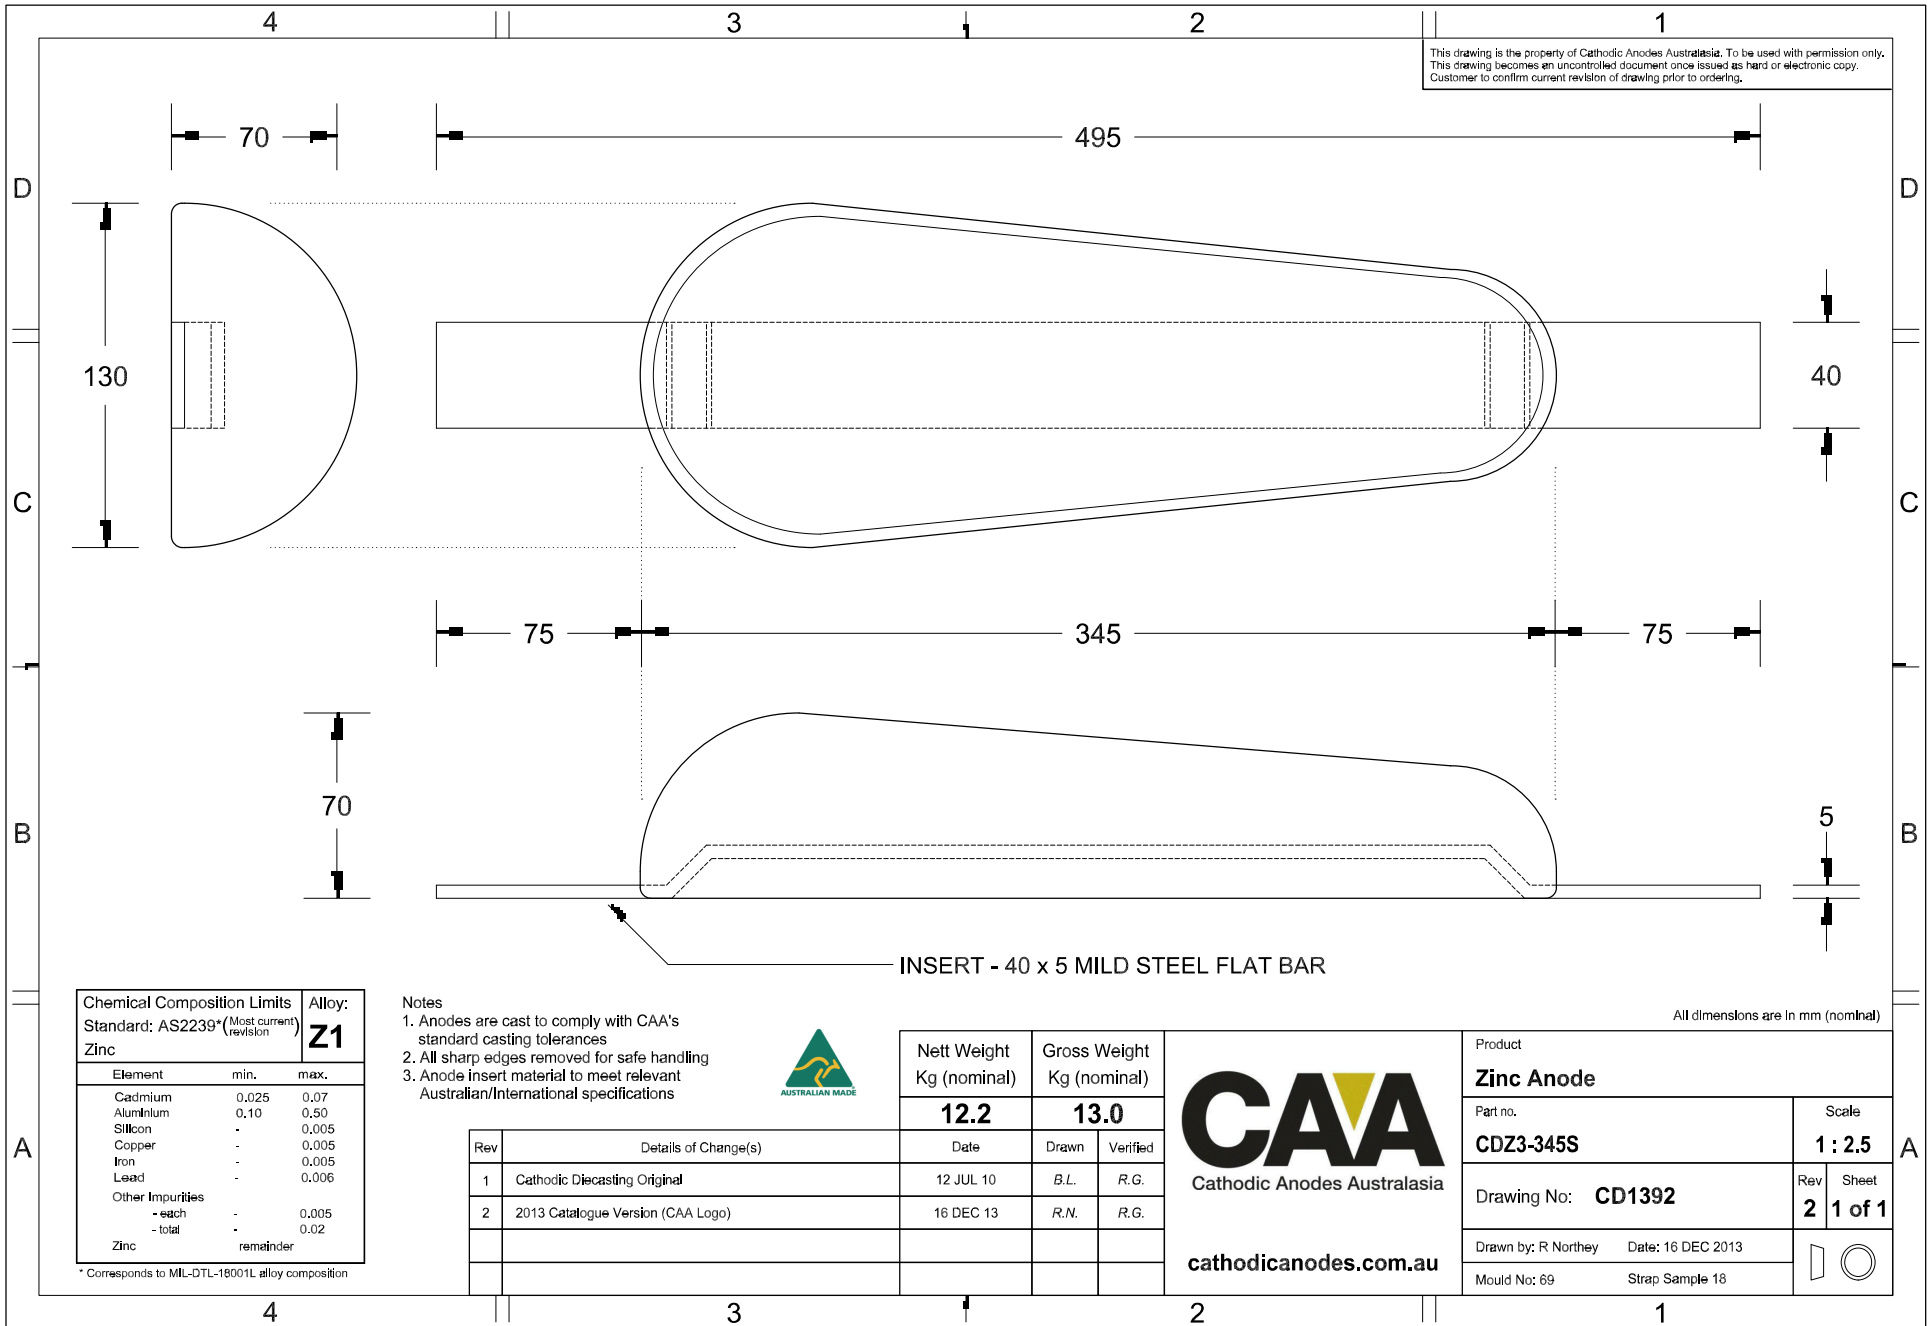 4 3 2 1
This drawing is the property of Cathodic Anodes Australasia. To be used with permission only.
This drawing becomes an uncontrolled document once issued as hard or electronic copy.
Customer to confirm current revision of drawing prior to ordering.
70
495
D
D
130
40
C
C
75
345
75
70
5
B
B
INSERT - 40 x 5 MILD STEEL FLAT BAR
Chemical Composition Limits
Standard: AS2239* (Most current revision)
Zinc
Alloy:
Z1
Element min. max.
Cadmium 0.025 0.07
Aluminium 0.10 0.50
Silicon - 0.005
Copper - 0.005
Iron - 0.005
Lead - 0.006
Other Impurities
- each - 0.005
- total - 0.02
Zinc remainder
* Corresponds to MIL-DTL-18001L alloy composition
Notes
1. Anodes are cast to comply with CAA's
standard casting tolerances
2. All sharp edges removed for safe handling
3. Anode insert material to meet relevant
Australian/International specifications
AUSTRALIAN MADE
All dimensions are in mm (nominal)
Nett Weight
Kg (nominal)
12.2
Gross Weight
Kg (nominal)
13.0
Rev Details of Change(s) Date Drawn Verified
1 Cathodic Diecasting Original 12 JUL 10 B.L. R.G.
2 2013 Catalogue Version (CAA Logo) 16 DEC 13 R.N. R.G.
CAA
Cathodic Anodes Australasia
cathodicanodes.com.au
Product
Zinc Anode
Part no.
CDZ3-345S
Scale
1 : 2.5
Drawing No: CD1392
Rev
2
Sheet
1 of 1
Drawn by: R Northey Date: 16 DEC 2013
Mould No: 69 Strap Sample 18
A
A
4 3 2 1